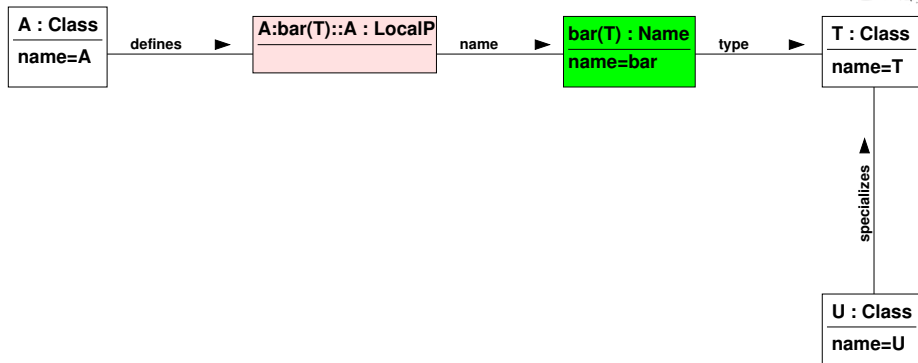 A : Class
name=A
defines
A:bar(T)::A : LocalP
name
bar(T) : Name
name=bar
type
T : Class
name=T
specializes
U : Class
name=U